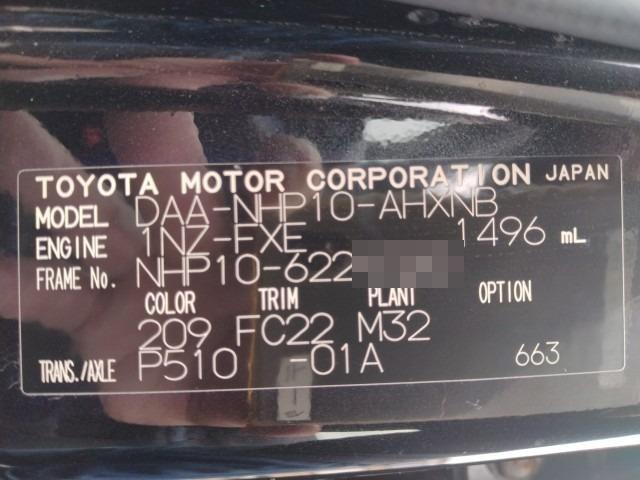 TOYOTA MOTOR CORPORATION JAPAN
MODEL DAA-NHP10-AHXNB
ENGINE 1NZ-FXE 1496 mL
FRAME No. NHP10-622
COLOR TRIM PLANT OPTION
209 FC22 M32
TRANS./AXLE P510 -01A 663